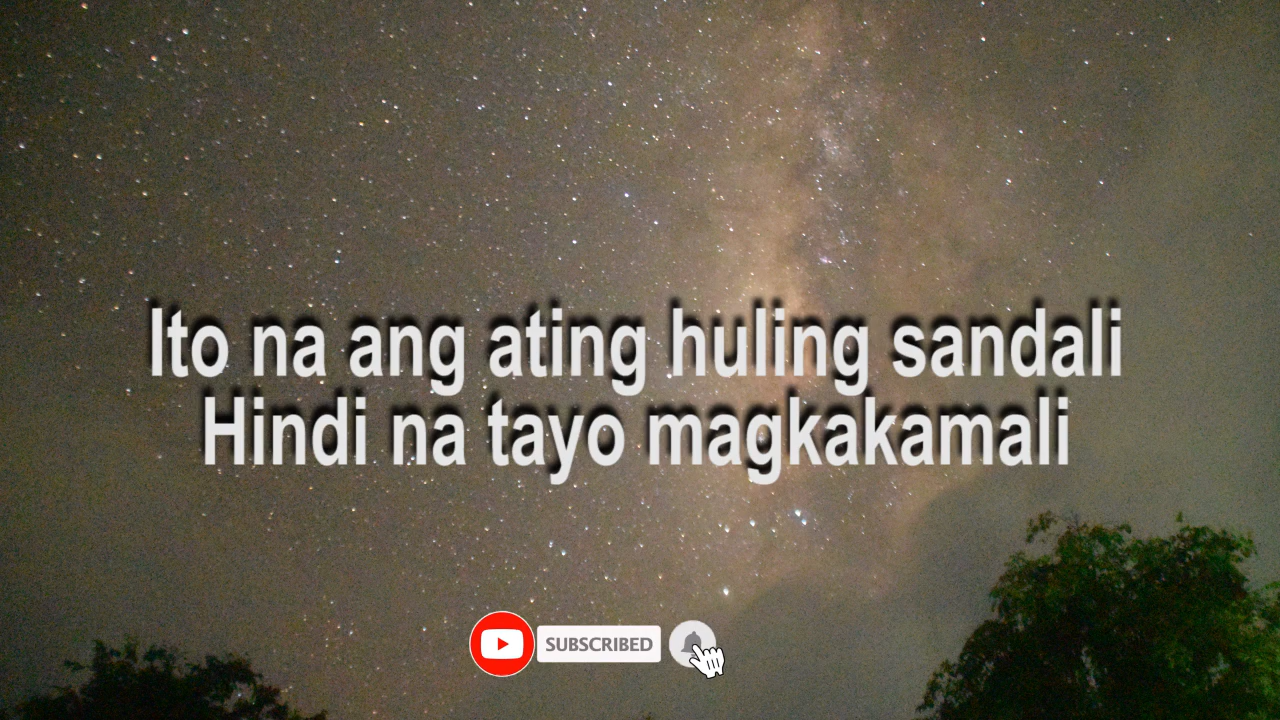 Ito na ang ating huling sandali
Hindi na tayo magkakamali
SUBSCRIBED